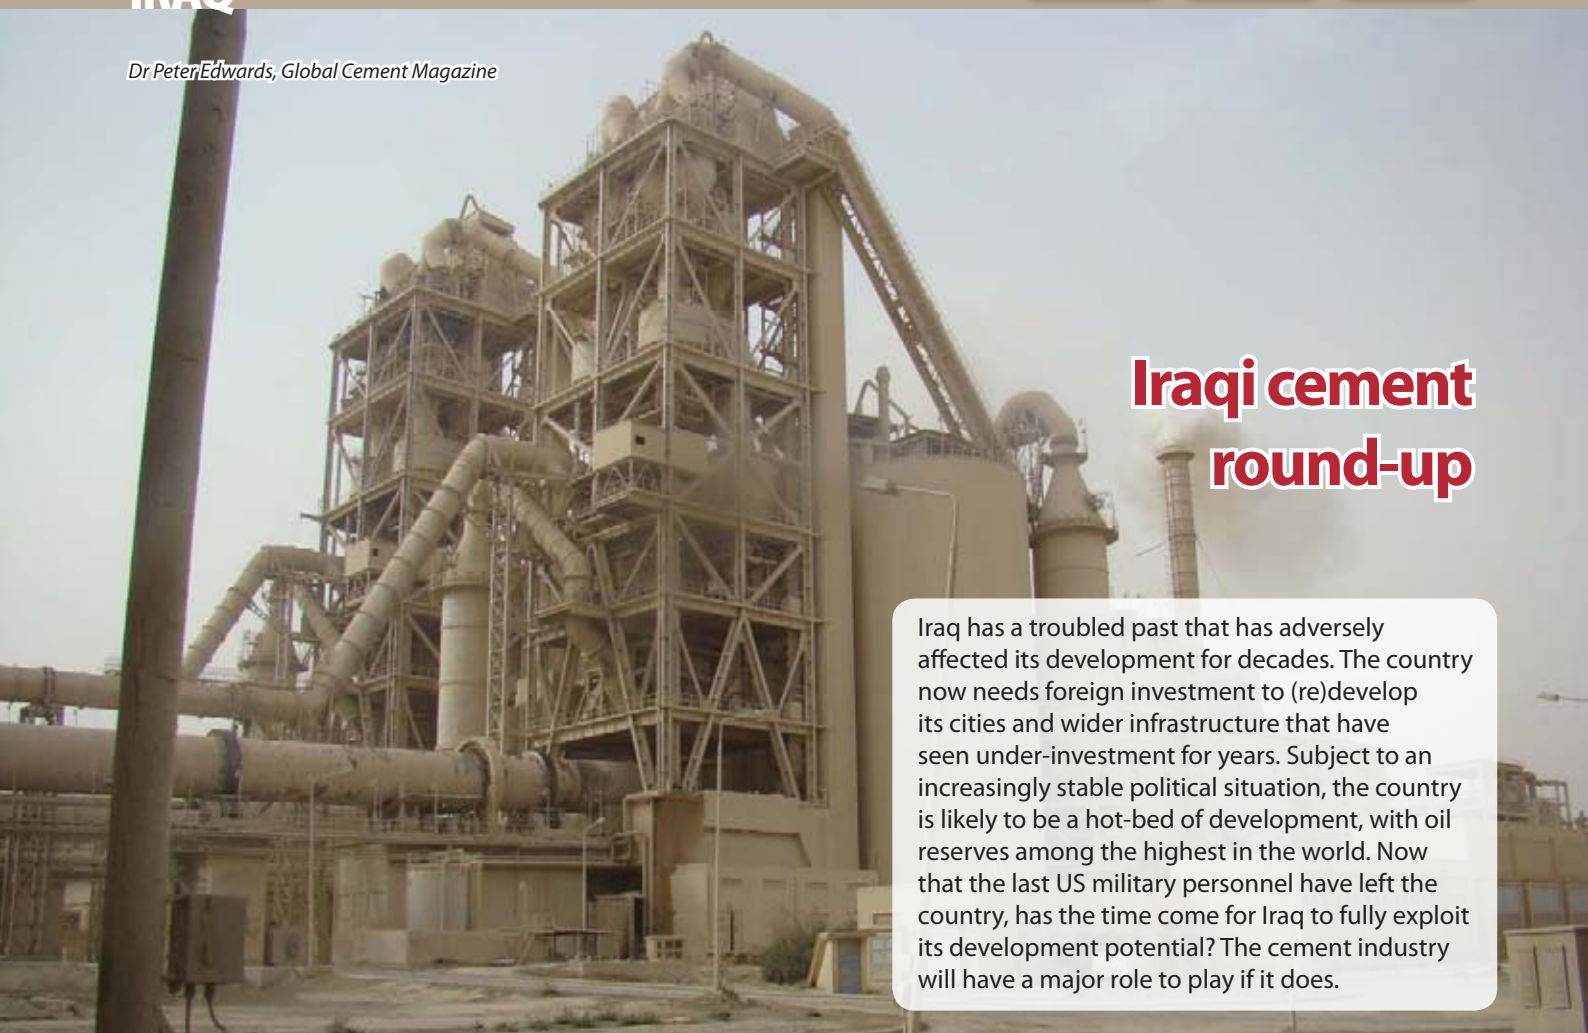 IRAQ
Dr Peter Edwards, Global Cement Magazine
Iraqi cement
round-up
Iraq has a troubled past that has adversely
affected its development for decades. The country
now needs foreign investment to (re)develop
its cities and wider infrastructure that have
seen under-investment for years. Subject to an
increasingly stable political situation, the country
is likely to be a hot-bed of development, with oil
reserves among the highest in the world. Now
that the last US military personnel have left the
country, has the time come for Iraq to fully exploit
its development potential? The cement industry
will have a major role to play if it does.